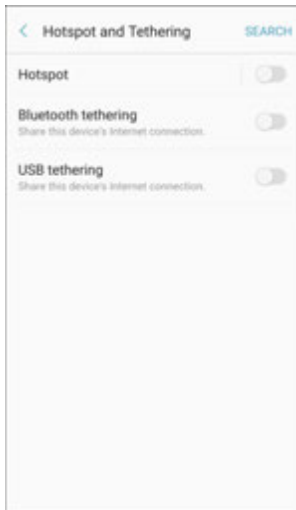 Hotspot and Tethering SEARCH
Hotspot
Bluetooth tethering
Share this device's Internet connection.
USB tethering
Share this device's Internet connection.